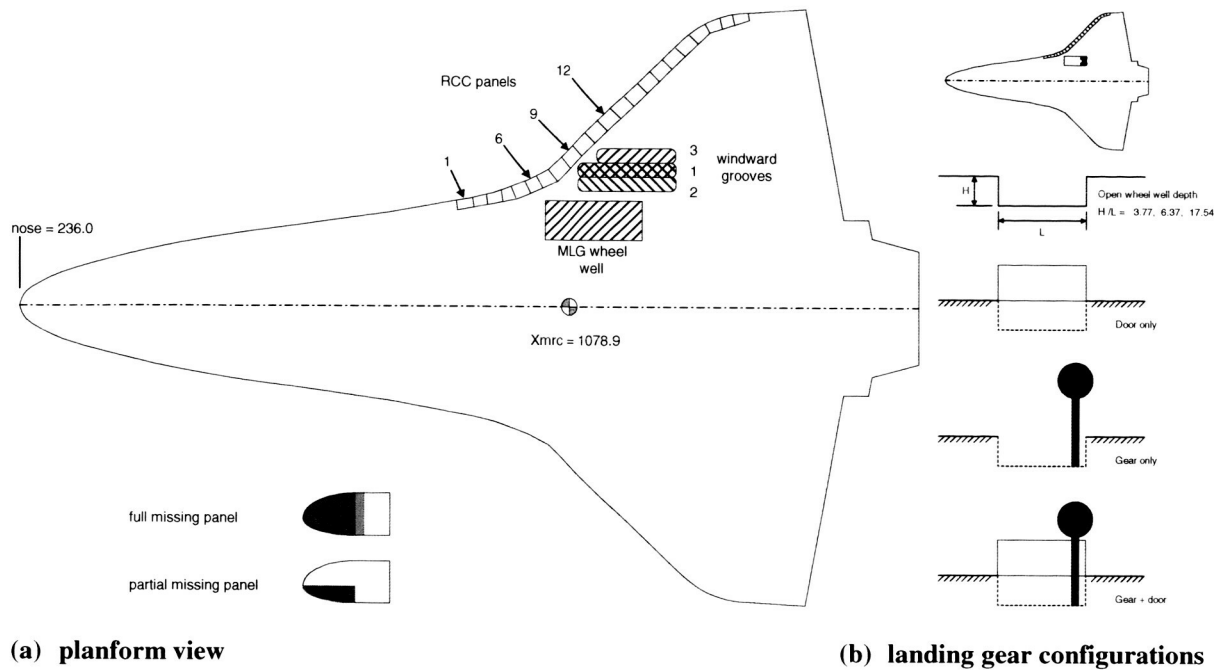 RCC panels
12
9
6
1
3
1
2
windward
grooves
MLG wheel
well
nose = 236.0
Xmrc = 1078.9
full missing panel
partial missing panel
(a) planform view
H
L
Open wheel well depth
H /L = 3.77, 6.37, 17.54
Door only
Gear only
Gear + door
(b) landing gear configurations